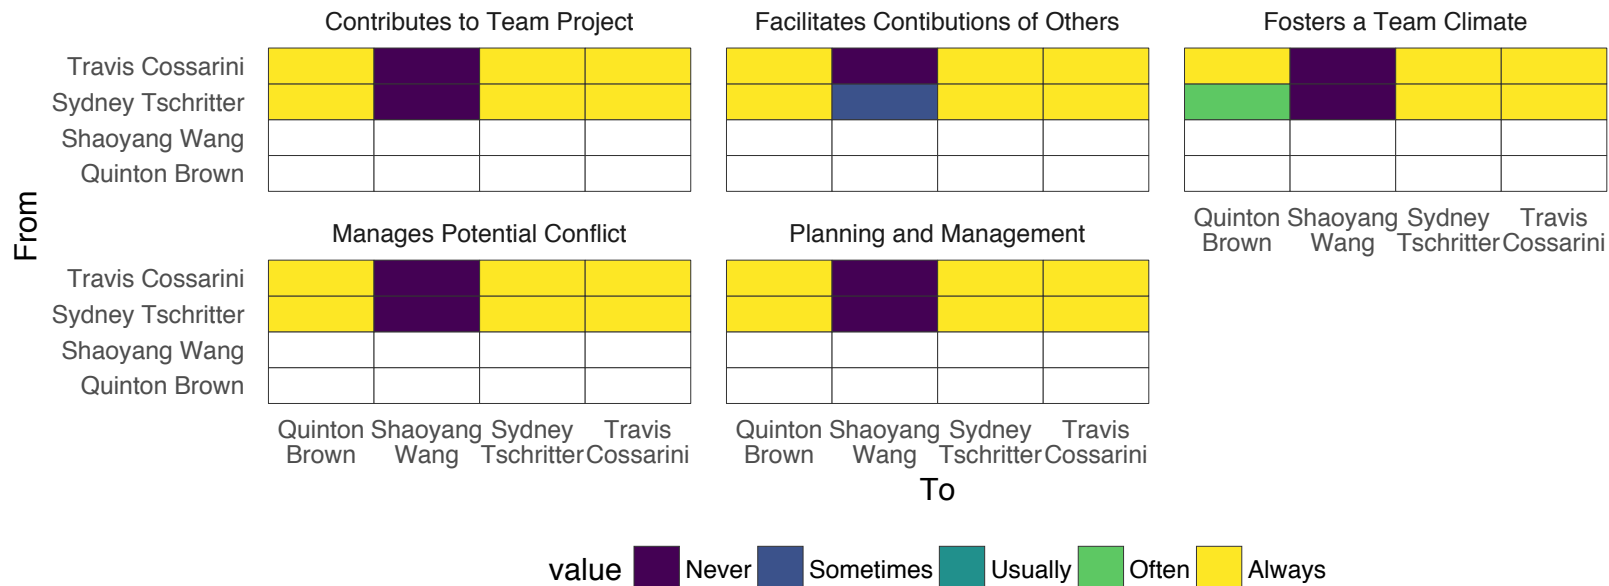 Contributes to Team Project
Facilitates Contibutions of Others
Fosters a Team Climate
Travis Cossarini
Sydney Tschritter
Shaoyang Wang
Quinton Brown
Quinton Shaoyang Sydney Travis
Brown Wang Tschritter Cossarini
From
Manages Potential Conflict
Planning and Management
Travis Cossarini
Sydney Tschritter
Shaoyang Wang
Quinton Brown
Quinton Shaoyang Sydney Travis
Brown Wang Tschritter Cossarini
Quinton Shaoyang Sydney Travis
Brown Wang Tschritter Cossarini
To
value Never Sometimes Usually Often Always